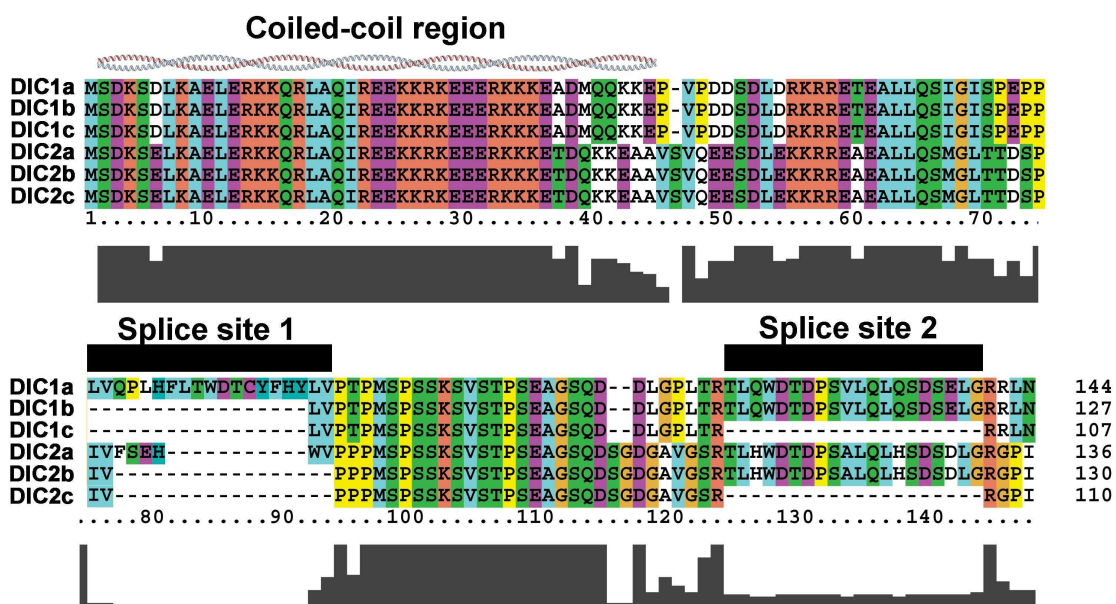 Coiled-coil region
DIC1a MSDKSDLKAELERKKQRLAQIREEKKRKEEERKKKEADMQQKKEP-VPDDSDLDRKRRETEALLQSIGISPEPP
DIC1b MSDKSDLKAELERKKQRLAQIREEKKRKEEERKKKEADMQQKKEP-VPDDSDLDRKRRETEALLQSIGISPEPP
DIC1c MSDKSDLKAELERKKQRLAQIREEKKRKEEERKKKEADMQQKKEP-VPDDSDLDRKRRETEALLQSIGISPEPP
DIC2a MSDKSELKAELERKKQRLAQIREEKKRKEEERKKKETDQKKEAAVSVQEESDLEKKRREAEALLQSMGLTTDSP
DIC2b MSDKSELKAELERKKQRLAQIREEKKRKEEERKKKETDQKKEAAVSVQEESDLEKKRREAEALLQSMGLTTDSP
DIC2c MSDKSELKAELERKKQRLAQIREEKKRKEEERKKKETDQKKEAAVSVQEESDLEKKRREAEALLQSMGLTTDSP
1.......10........20........30........40........50........60........70....
Splice site 1 Splice site 2
DIC1a LVQPLHFLTWDTCYFHYLVPTPMSPSSKSVSTPSEAGSQD--DLGPLTRTLQWDTDPSVLQLQSDSELGRRLN 144
DIC1b -----------------LVPTPMSPSSKSVSTPSEAGSQD--DLGPLTRTLQWDTDPSVLQLQSDSELGRRLN 127
DIC1c -----------------LVPTPMSPSSKSVSTPSEAGSQD--DLGPLTR--------------------RRLN 107
DIC2a IVFSEH-----------WVPPPMSPSSKSVSTPSEAGSQDSGDGAVGSRTLHWDTDPSALQLHSDSDLGRGPI 136
DIC2b IV-----------------PPPMSPSSKSVSTPSEAGSQDSGDGAVGSRTLHWDTDPSALQLHSDSDLGRGPI 130
DIC2c IV-----------------PPPMSPSSKSVSTPSEAGSQDSGDGAVGSR--------------------RGPI 110
.....80........90........100.......110.......120.......130.......140........